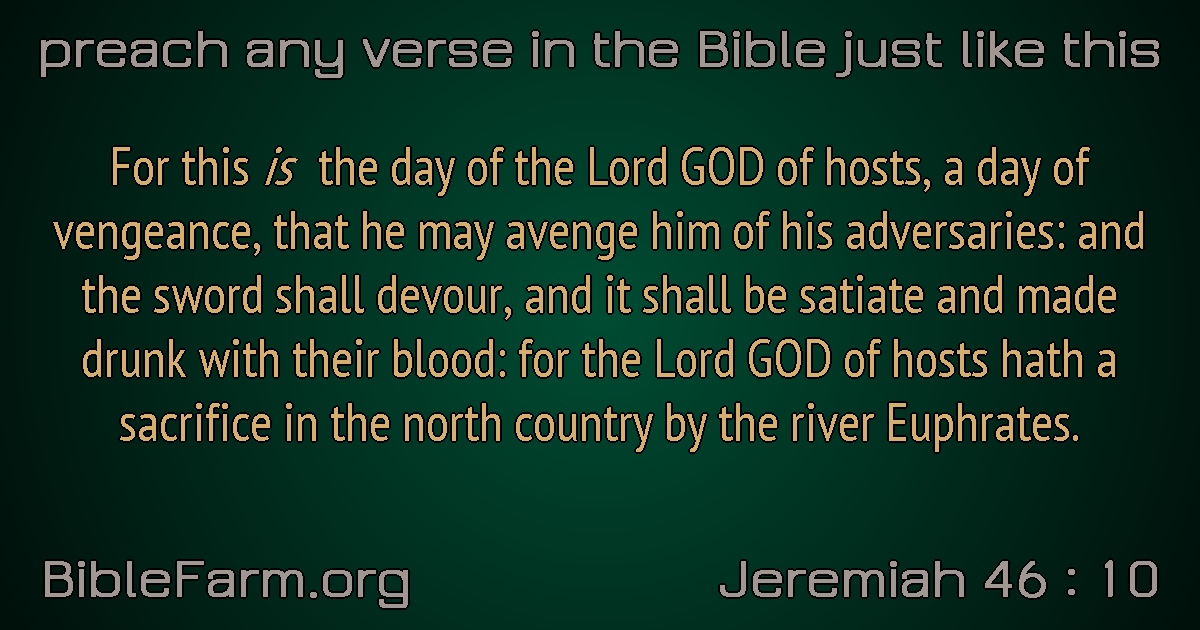 preach any verse in the Bible just like this
For this is the day of the Lord GOD of hosts, a day of
vengeance, that he may avenge him of his adversaries: and
the sword shall devour, and it shall be satiate and made
drunk with their blood: for the Lord GOD of hosts hath a
sacrifice in the north country by the river Euphrates.
BibleFarm.org
Jeremiah 46 : 10